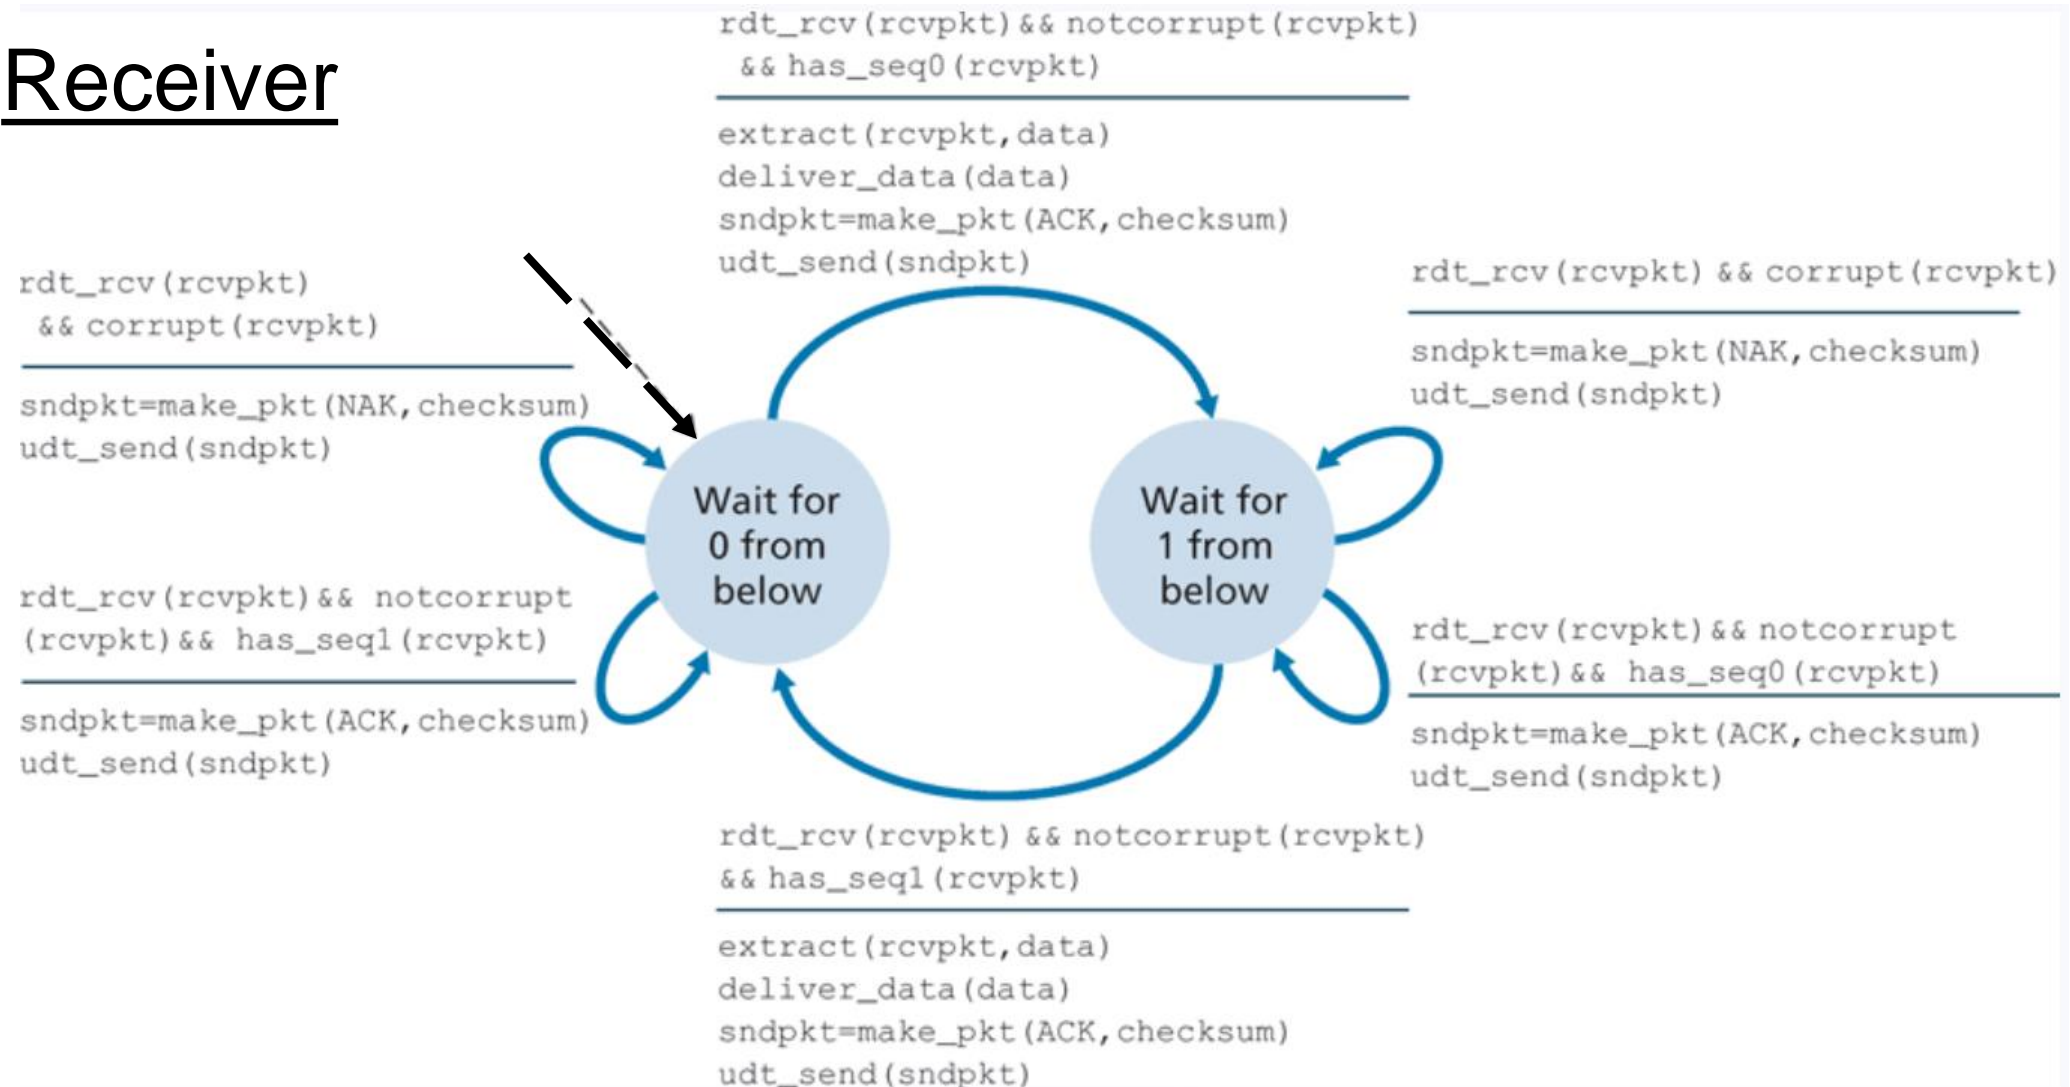 Receiver
rdt_rcv(rcvpkt)&& notcorrupt(rcvpkt)
&& has_seq0(rcvpkt)
extract(rcvpkt,data)
deliver_data(data)
sndpkt=make_pkt(ACK,checksum)
udt_send(sndpkt)
rdt_rcv(rcvpkt)
&& corrupt(rcvpkt)
sndpkt=make_pkt(NAK,checksum)
udt_send(sndpkt)
rdt_rcv(rcvpkt) && corrupt(rcvpkt)
sndpkt=make_pkt(NAK,checksum)
udt_send(sndpkt)
Wait for
0 from
below
Wait for
1 from
below
rdt_rcv(rcvpkt)&& notcorrupt
(rcvpkt)&& has_seq1(rcvpkt)
sndpkt=make_pkt(ACK,checksum)
udt_send(sndpkt)
rdt_rcv(rcvpkt)&& notcorrupt
(rcvpkt)&& has_seq0(rcvpkt)
sndpkt=make_pkt(ACK,checksum)
udt_send(sndpkt)
rdt_rcv(rcvpkt) && notcorrupt(rcvpkt)
&& has_seq1(rcvpkt)
extract(rcvpkt,data)
deliver_data(data)
sndpkt=make_pkt(ACK,checksum)
udt_send(sndpkt)